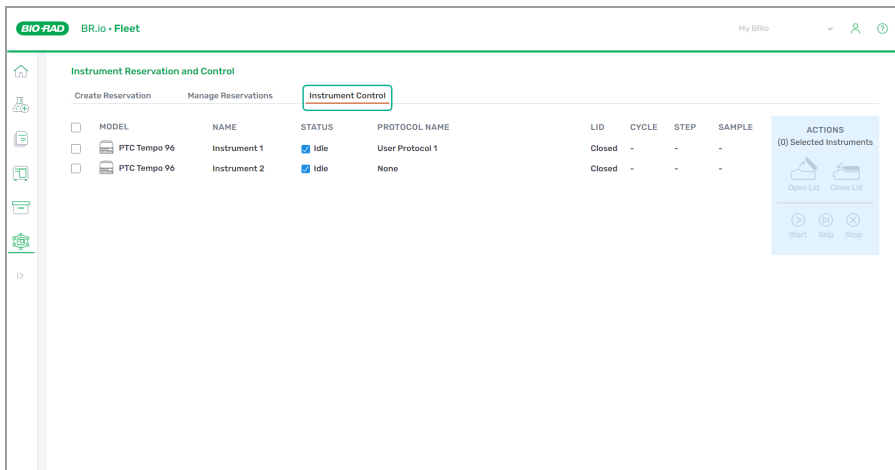 BIO-RAD BR.io • Fleet My BRio
Instrument Reservation and Control
Create Reservation Manage Reservations Instrument Control
MODEL NAME STATUS PROTOCOL NAME LID CYCLE STEP SAMPLE
PTC Tempo 96 Instrument 1 Idle User Protocol 1 Closed - - -
PTC Tempo 96 Instrument 2 Idle None Closed - - -
ACTIONS
(0) Selected Instruments
Open Lid Close Lid
Start Skip Stop